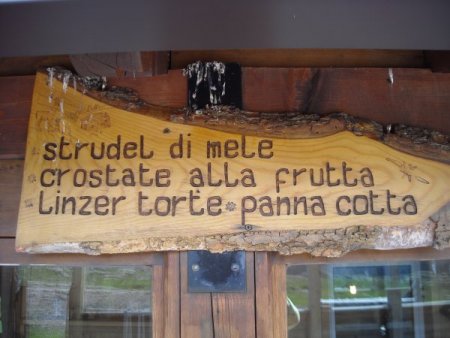 strudel di mele
crostate alla frutta
linzer torte panna cotta